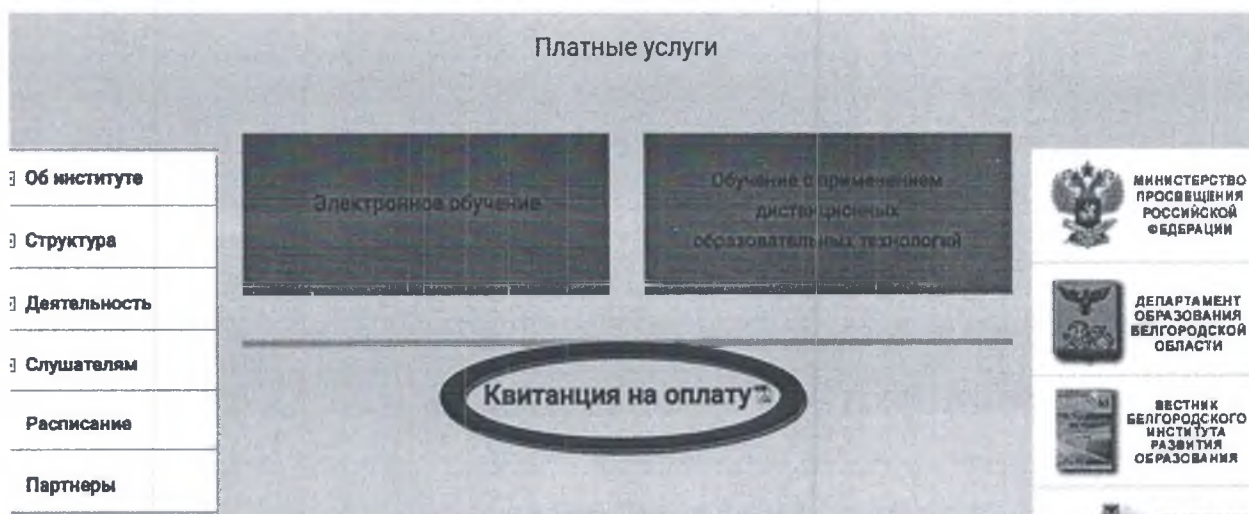 Платные услуги
Об институте
Структура
Деятельность
Слушателям
Расписание
Партнеры
Электронное обучение
Обучение с применением
дистанционных
образовательных технологий
Квитанция на оплату
МИНИСТЕРСТВО
ПРОСВЕЩЕНИЯ
РОССИЙСКОЙ
ФЕДЕРАЦИИ
ДЕПАРТАМЕНТ
ОБРАЗОВАНИЯ
БЕЛГОРОДСКОЙ
ОБЛАСТИ
ВЕСТНИК
БЕЛГОРОДСКОГО
ИНСТИТУТА
РАЗВИТИЯ
ОБРАЗОВАНИЯ